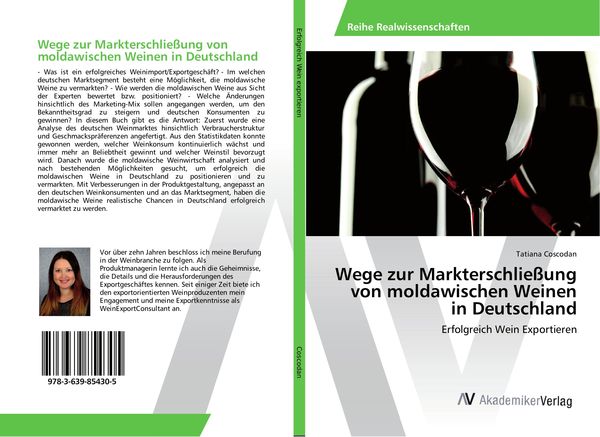 Wege zur Markterschließung von
moldawischen Weinen in Deutschland
- Was ist ein erfolgreiches Weinimport/Exportgeschäft? - Im welchen
deutschen Marktsegment besteht eine Möglichkeit, die moldawische
Weine zu vermarkten? - Wie werden die moldawischen Weine aus Sicht
der Experten bewertet bzw. positioniert? - Welche Änderungen
hinsichtlich des Marketing-Mix sollen angegangen werden, um den
Bekanntheitsgrad zu steigern und deutschen Konsumenten zu
gewinnen? In diesem Buch gibt es die Antwort: Zuerst wurde eine
Analyse des deutschen Weinmarktes hinsichtlich Verbraucherstruktur
und Geschmackspräferenzen angefertigt. Aus den Statistikdaten konnte
gewonnen werden, welcher Weinkonsum kontinuierlich wächst und
immer mehr an Beliebtheit gewinnt und welcher Weinstil bevorzugt
wird. Danach wurde die moldawische Weinwirtschaft analysiert und
nach bestehenden Möglichkeiten gesucht, um erfolgreich die
moldawischen Weine in Deutschland zu positionieren und zu
vermarkten. Mit Verbesserungen in der Produktgestaltung, angepasst an
den deutschen Weinkonsumenten und an das Marktsegment, haben die
moldawische Weine realistische Chancen in Deutschland erfolgreich
vermarktet zu werden.
Vor über zehn Jahren beschloss ich meine Berufung
in der Weinbranche zu folgen. Als
Produktmanagerin lernte ich auch die Geheimnisse,
die Details und die Herausforderungen des
Exportgeschäftes kennen. Seit einiger Zeit biete ich
den exportorientierten Weinproduzenten mein
Engagement und meine Exportkenntnisse als
WeinExportConsultant an.
978-3-639-85430-5
Erfolgreich Wein exportieren
Coscodan
Reihe Realwissenschaften
Tatiana Coscodan
Wege zur Markterschließung
von moldawischen Weinen
in Deutschland
Erfolgreich Wein Exportieren
AV AkademikerVerlag